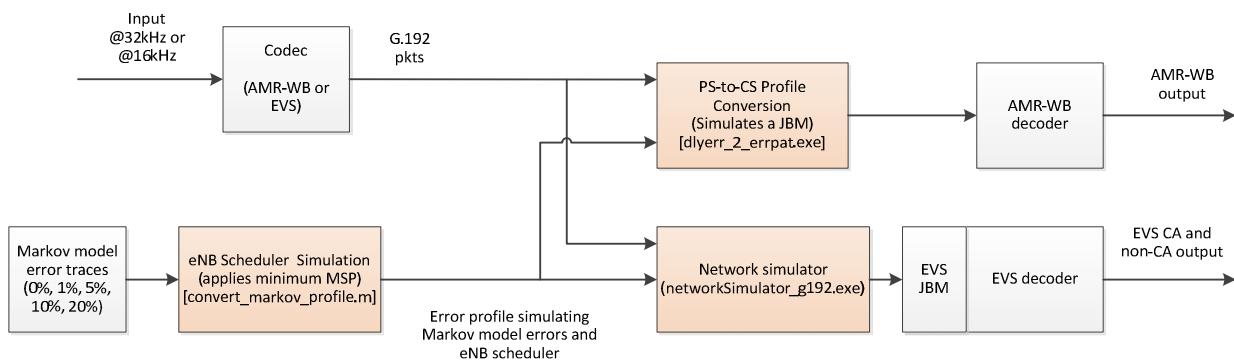 Input
@32kHz or
@16kHz
Codec
(AMR-WB or
EVS)
G.192
pkts
PS-to-CS Profile
Conversion
(Simulates a JBM)
[dlyerr_2_errpat.exe]
AMR-WB
decoder
AMR-WB
output
Markov model
error traces
(0%, 1%, 5%,
10%, 20%)
eNB Scheduler Simulation
(applies minimum MSP)
[convert_markov_profile.m]
Error profile simulating
Markov model errors and
eNB scheduler
Network simulator
(networkSimulator_g192.exe)
EVS
JBM
EVS decoder
EVS CA and
non-CA output